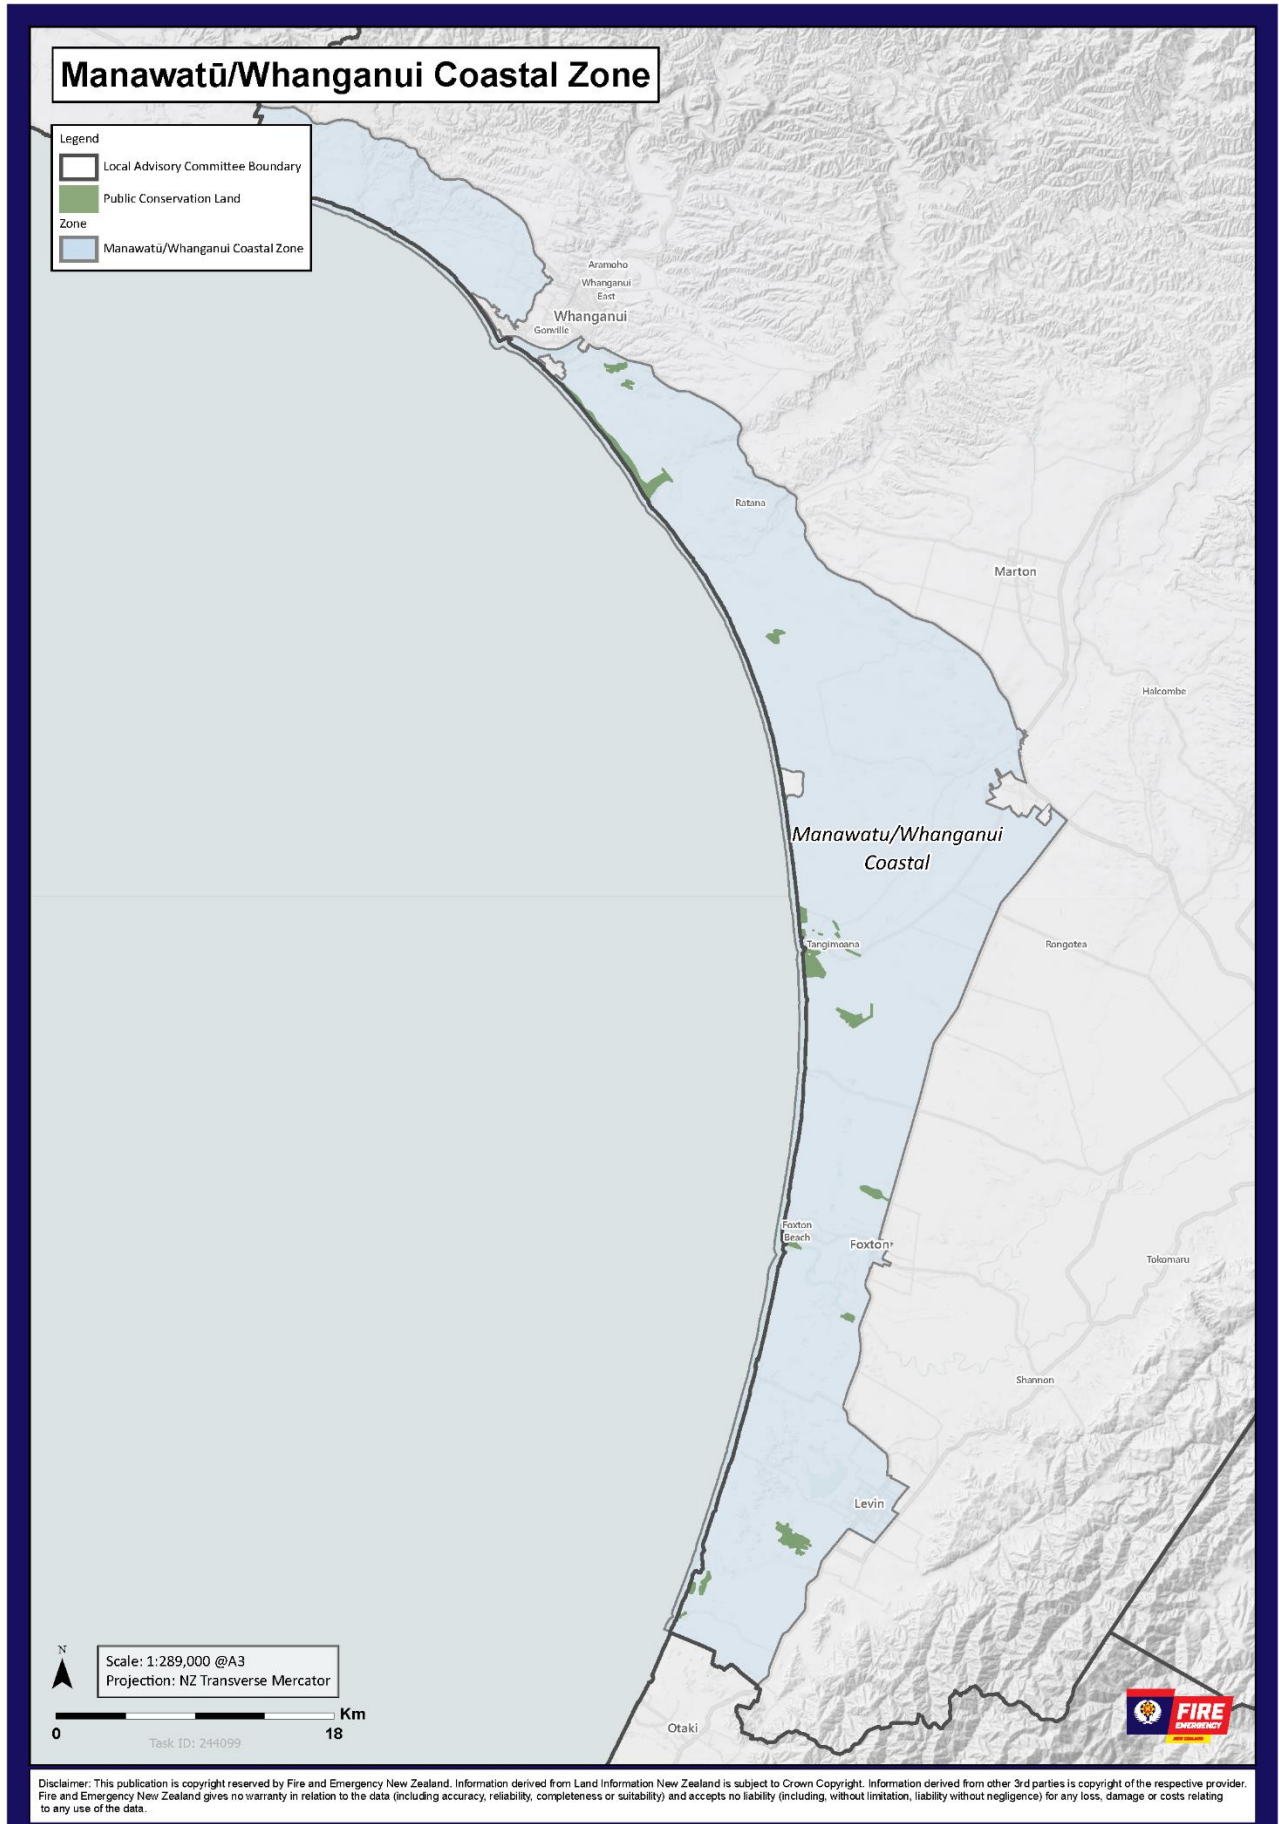 Manawatū/Whanganui Coastal Zone
Legend
Local Advisory Committee Boundary
Public Conservation Land
Zone
Manawatū/Whanganui Coastal Zone
Aramoho
Whanganui
East
Whanganui
Gonville
Ratana
Marton
Halcombe
Manawatu/Whanganui
Coastal
Tangimoana
Rongotea
Foxton
Beach
Foxton
Tokomaru
Shannon
Levin
Otaki
N
Scale: 1:289,000 @A3
Projection: NZ Transverse Mercator
Km
0 18
Task ID: 244099
FIRE
EMERGENCY
NEW ZEALAND
Disclaimer: This publication is copyright reserved by Fire and Emergency New Zealand. Information derived from Land Information New Zealand is subject to Crown Copyright. Information derived from other 3rd parties is copyright of the respective provider.
Fire and Emergency New Zealand gives no warranty in relation to the data (including accuracy, reliability, completeness or suitability) and accepts no liability (including, without limitation, liability without negligence) for any loss, damage or costs relating
to any use of the data.